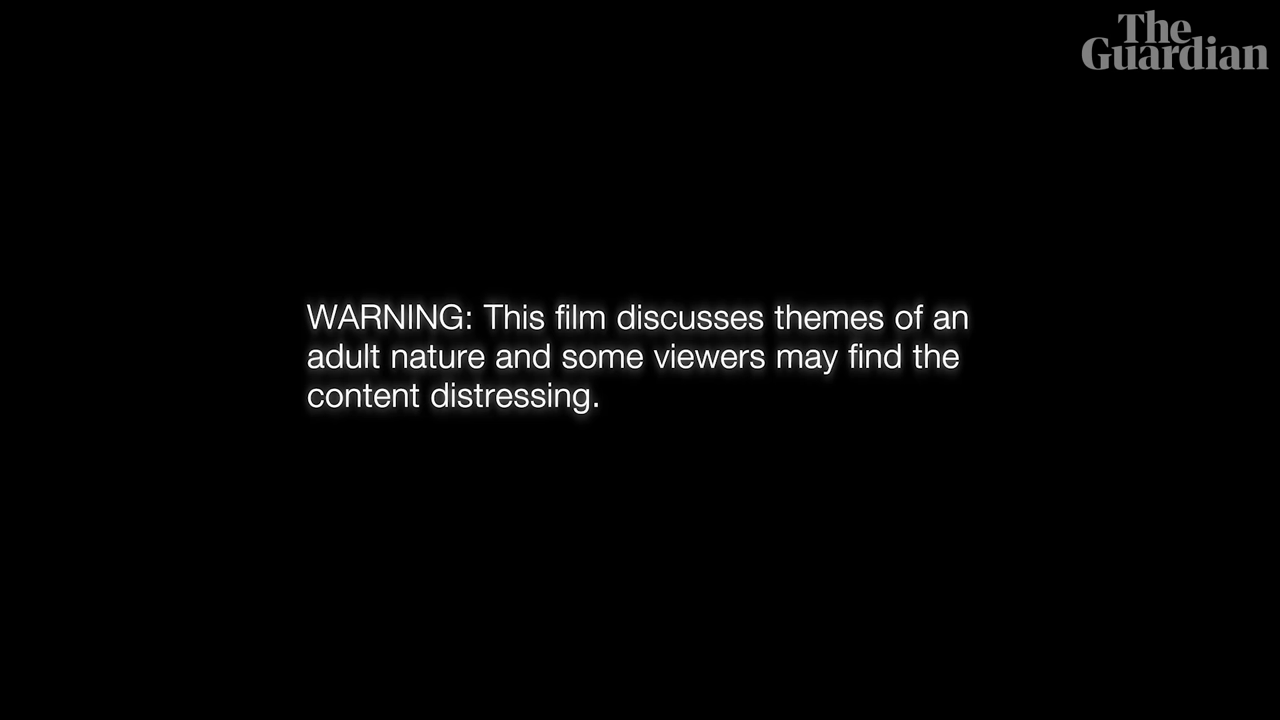 The
Guardian
WARNING: This film discusses themes of an
adult nature and some viewers may find the
content distressing.